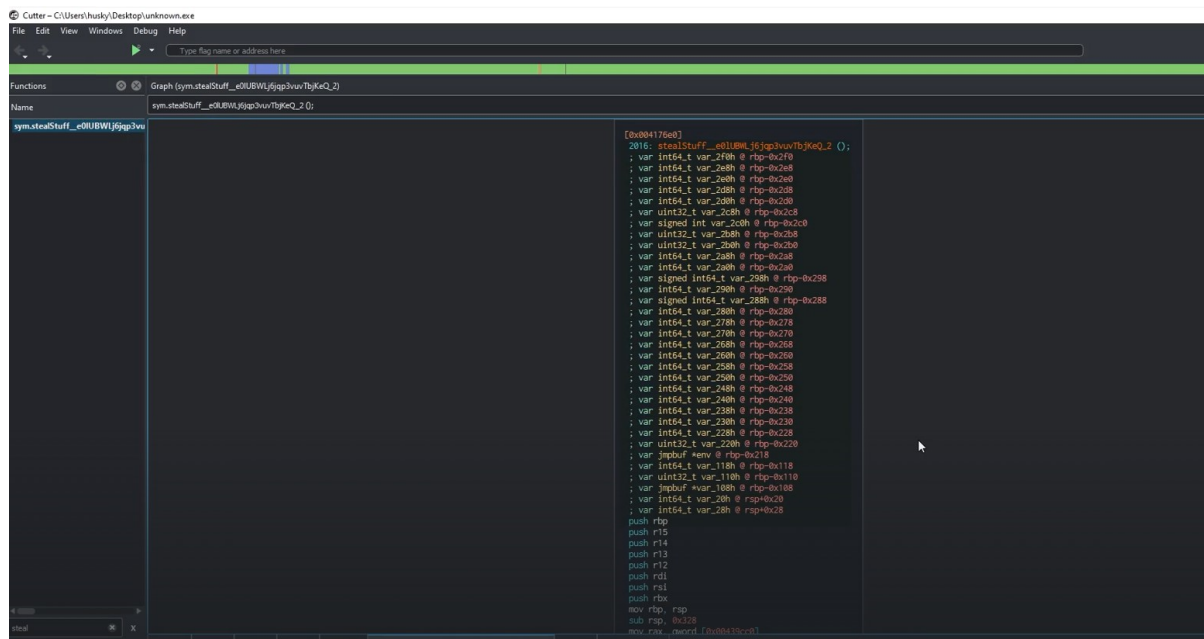 Cutter – C:\Users\husky\Desktop\unknown.exe
File Edit View Windows Debug Help
Type flag name or address here
Functions
Graph (sym.stealStuff__e0lUBWLj6jqp3vuvTbjKeQ_2)
Name
sym.stealStuff__e0lUBWLj6jqp3vuvTbjKeQ_2 ();
sym.stealStuff__e0lUBWLj6jqp3vu
[0x004176e0]
2016: stealStuff__e0lUBWLj6jqp3vuvTbjKeQ_2 ();
; var int64_t var_2f0h @ rbp-0x2f0
; var int64_t var_2e8h @ rbp-0x2e8
; var int64_t var_2e0h @ rbp-0x2e0
; var int64_t var_2d8h @ rbp-0x2d8
; var int64_t var_2d0h @ rbp-0x2d0
; var uint32_t var_2c8h @ rbp-0x2c8
; var signed int var_2c0h @ rbp-0x2c0
; var uint32_t var_2b8h @ rbp-0x2b8
; var uint32_t var_2b0h @ rbp-0x2b0
; var int64_t var_2a8h @ rbp-0x2a8
; var int64_t var_2a0h @ rbp-0x2a0
; var signed int64_t var_298h @ rbp-0x298
; var int64_t var_290h @ rbp-0x290
; var signed int64_t var_288h @ rbp-0x288
; var int64_t var_280h @ rbp-0x280
; var int64_t var_278h @ rbp-0x278
; var int64_t var_270h @ rbp-0x270
; var int64_t var_268h @ rbp-0x268
; var int64_t var_260h @ rbp-0x260
; var int64_t var_258h @ rbp-0x258
; var int64_t var_250h @ rbp-0x250
; var int64_t var_248h @ rbp-0x248
; var int64_t var_240h @ rbp-0x240
; var int64_t var_238h @ rbp-0x238
; var int64_t var_230h @ rbp-0x230
; var int64_t var_228h @ rbp-0x228
; var uint32_t var_220h @ rbp-0x220
; var jmpbuf *env @ rbp-0x218
; var int64_t var_118h @ rbp-0x118
; var uint32_t var_110h @ rbp-0x110
; var jmpbuf *var_108h @ rbp-0x108
; var int64_t var_20h @ rsp+0x20
; var int64_t var_28h @ rsp+0x28
push rbp
push r15
push r14
push r13
push r12
push rdi
push rsi
push rbx
mov rbp, rsp
sub rsp, 0x328
mov rax, qword [0x00439cc0]
steal
X